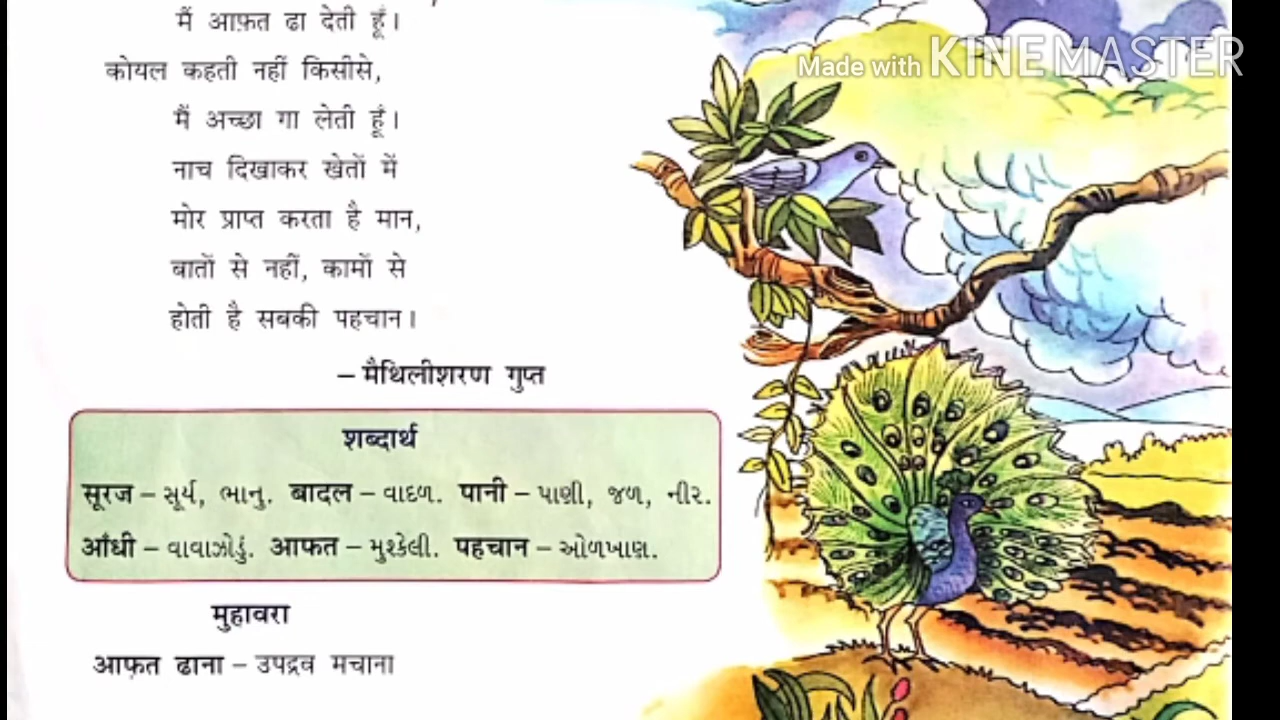 मैं आफ़त ढा देती हूं।
कोयल कहती नहीं किसीसे,
मैं अच्छा गा लेती हूं।
नाच दिखाकर खेतों में
मोर प्राप्त करता है मान,
बातों से नहीं, कामों से
होती है सबकी पहचान।
– मैथिलीशरण गुप्त
शब्दार्थ
सूरज – સૂર્ય, ભાનુ. बादल – વાદળ. पानी – પાણી, જળ, નીર.
आँधी – વાવાઝોડું. आफत – મુશ્કેલી. पहचान – ઓળખાણ.
मुहावरा
आफ़त ढाना – उपद्रव मचाना
Made with KINEMASTER